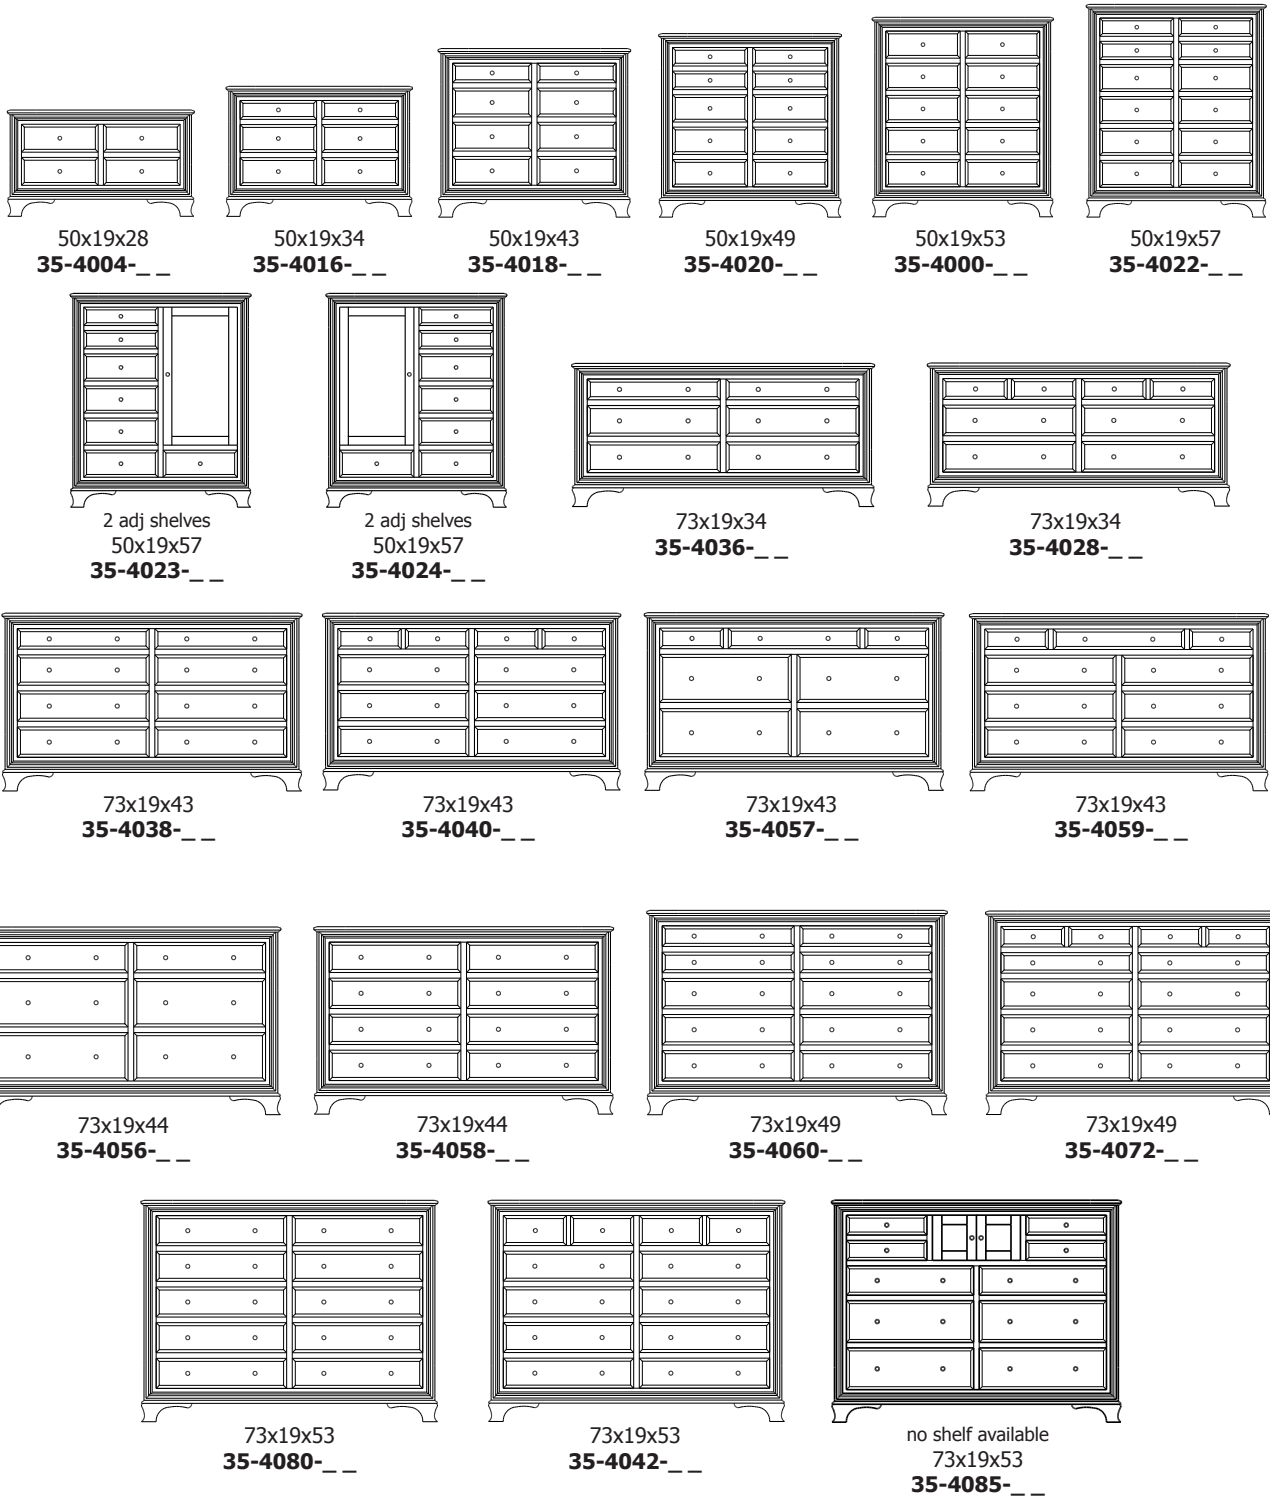 50x19x28
35-4004-_ _
50x19x34
35-4016-_ _
50x19x43
35-4018-_ _
50x19x49
35-4020-_ _
50x19x53
35-4000-_ _
50x19x57
35-4022-_ _
2 adj shelves
50x19x57
35-4023-_ _
2 adj shelves
50x19x57
35-4024-_ _
73x19x34
35-4036-_ _
73x19x34
35-4028-_ _
73x19x43
35-4038-_ _
73x19x43
35-4040-_ _
73x19x43
35-4057-_ _
73x19x43
35-4059-_ _
73x19x44
35-4056-_ _
73x19x44
35-4058-_ _
73x19x49
35-4060-_ _
73x19x49
35-4072-_ _
73x19x53
35-4080-_ _
73x19x53
35-4042-_ _
no shelf available
73x19x53
35-4085-_ _